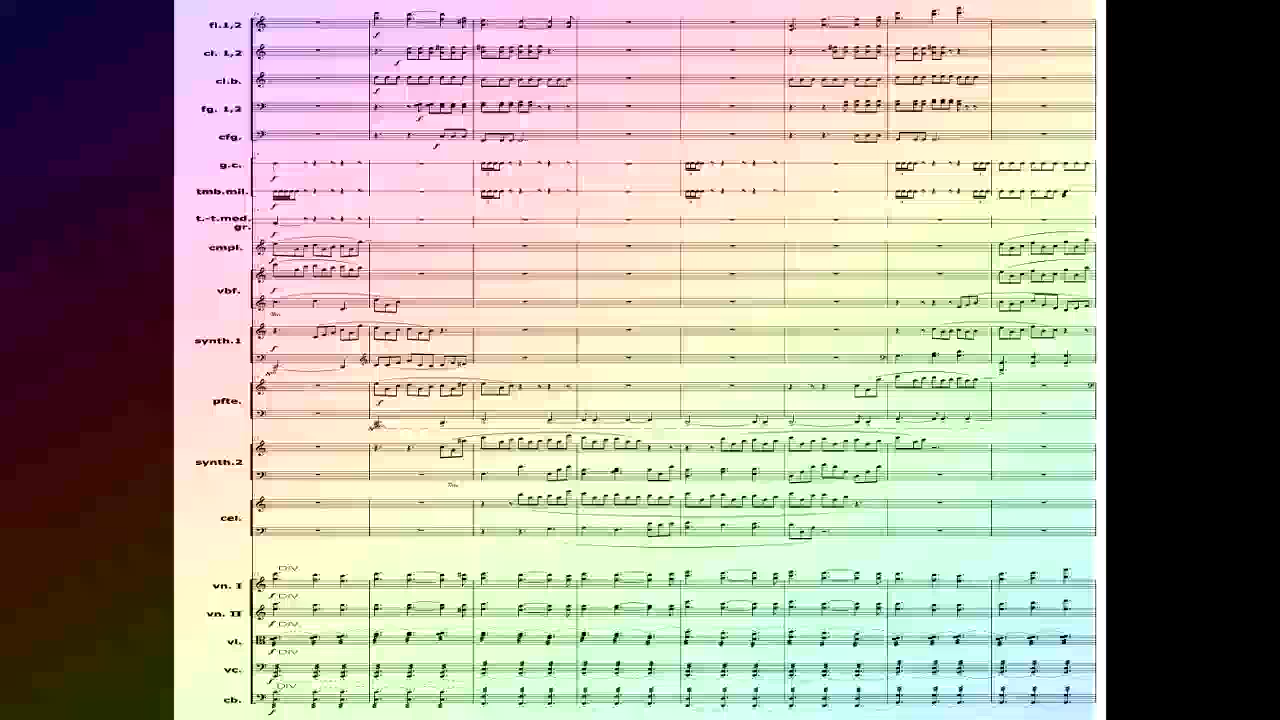 fl.1,2
cl. 1,2
cl.b.
fg. 1,2
cfg.
g.c.
tmb.mil.
t.-t.med.
gr.
cmpl.
vbf.
synth.1
pfte.
synth.2
cel.
DIV.
vn. I
DIV
vn. II
DIV.
vl.
DIV
vc.
DIV
cb.